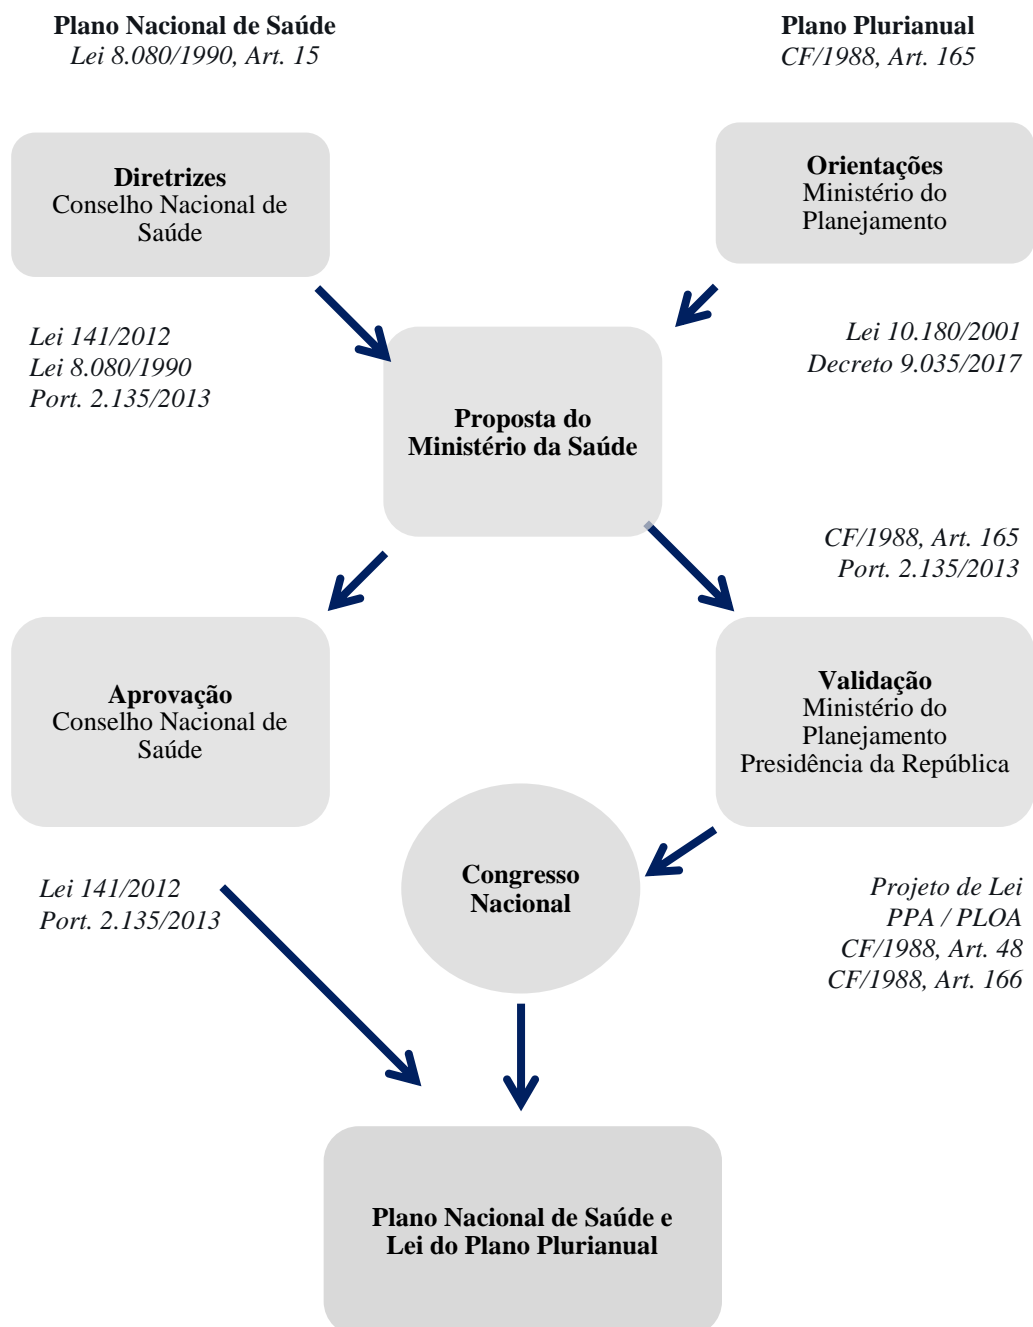 Plano Nacional de Saúde
Lei 8.080/1990, Art. 15
Plano Plurianual
CF/1988, Art. 165
Diretrizes
Conselho Nacional de
Saúde
Orientações
Ministério do
Planejamento
Lei 141/2012
Lei 8.080/1990
Port. 2.135/2013
Lei 10.180/2001
Decreto 9.035/2017
Proposta do
Ministério da Saúde
CF/1988, Art. 165
Port. 2.135/2013
Aprovação
Conselho Nacional de
Saúde
Validação
Ministério do
Planejamento
Presidência da República
Congresso
Nacional
Lei 141/2012
Port. 2.135/2013
Projeto de Lei
PPA / PLOA
CF/1988, Art. 48
CF/1988, Art. 166
Plano Nacional de Saúde e
Lei do Plano Plurianual